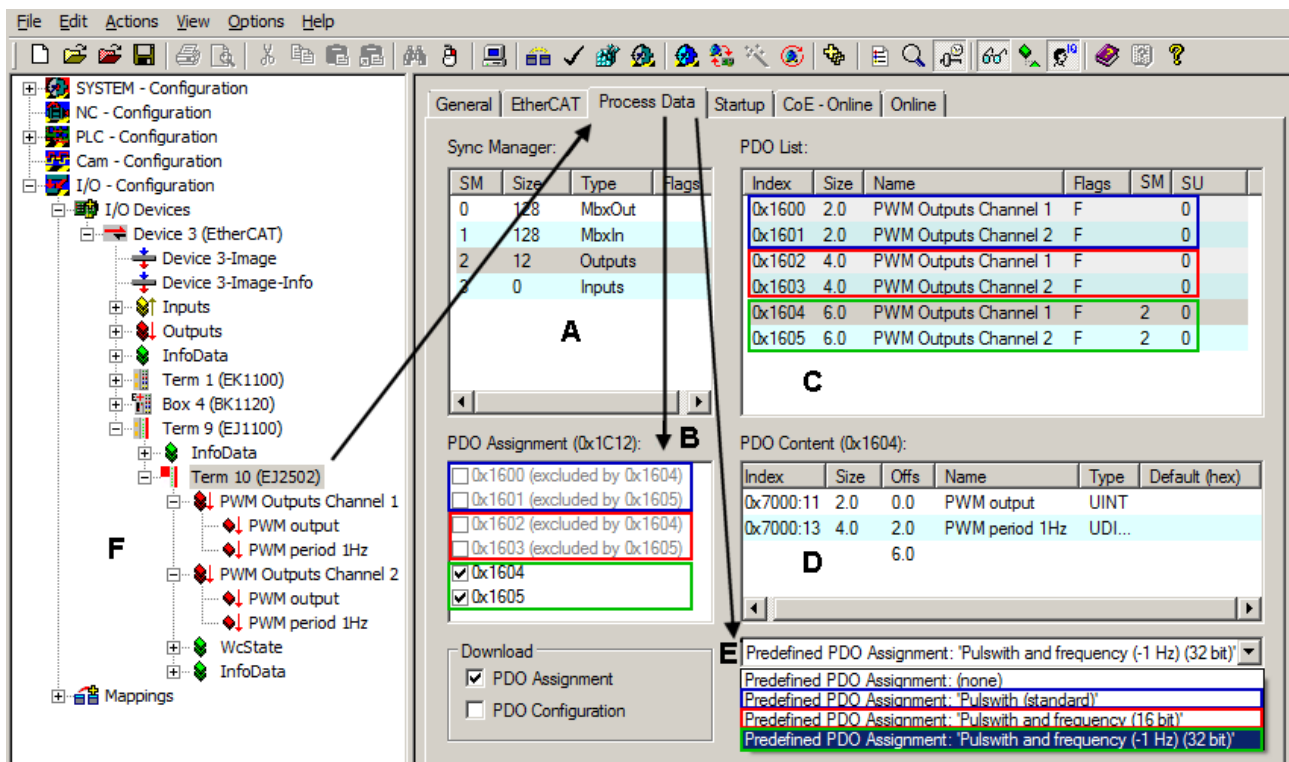 File Edit Actions View Options Help
SYSTEM - Configuration
NC - Configuration
PLC - Configuration
Cam - Configuration
I/O - Configuration
I/O Devices
Device 3 (EtherCAT)
Device 3-Image
Device 3-Image-Info
Inputs
Outputs
InfoData
Term 1 (EK1100)
Box 4 (BK1120)
Term 9 (EJ1100)
InfoData
Term 10 (EJ2502)
PWM Outputs Channel 1
PWM output
PWM period 1Hz
PWM Outputs Channel 2
PWM output
PWM period 1Hz
WcState
InfoData
Mappings
F
General EtherCAT Process Data Startup CoE - Online Online
Sync Manager:
SM Size Type Flags
0 128 MbxOut
1 128 MbxIn
2 12 Outputs
3 0 Inputs
A
PDO List:
Index Size Name Flags SM SU
0x1600 2.0 PWM Outputs Channel 1 F 0
0x1601 2.0 PWM Outputs Channel 2 F 0
0x1602 4.0 PWM Outputs Channel 1 F 0
0x1603 4.0 PWM Outputs Channel 2 F 0
0x1604 6.0 PWM Outputs Channel 1 F 2 0
0x1605 6.0 PWM Outputs Channel 2 F 2 0
C
PDO Assignment (0x1C12):
B
0x1600 (excluded by 0x1604)
0x1601 (excluded by 0x1605)
0x1602 (excluded by 0x1604)
0x1603 (excluded by 0x1605)
0x1604
0x1605
PDO Content (0x1604):
Index Size Offs Name Type Default (hex)
0x7000:11 2.0 0.0 PWM output UINT
0x7000:13 4.0 2.0 PWM period 1Hz UDI...
6.0
D
Download
PDO Assignment
PDO Configuration
E
Predefined PDO Assignment: 'Pulswith and frequency (-1 Hz) (32 bit)'
Predefined PDO Assignment: (none)
Predefined PDO Assignment: 'Pulswith (standard)'
Predefined PDO Assignment: 'Pulswith and frequency (16 bit)'
Predefined PDO Assignment: 'Pulswith and frequency (-1 Hz) (32 bit)'